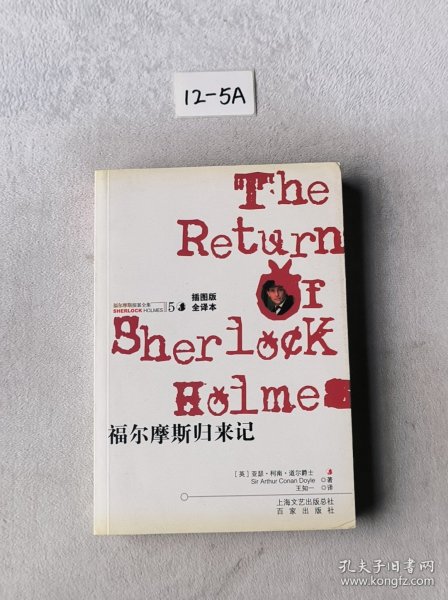 12-5A
The
Return
Of
Sherlock
Holmes
福尔摩斯探案全集
SHERLOCK HOLMES
5
插图版
全译本
福尔摩斯归来记
[英] 亚瑟·柯南·道尔爵士
Sir Arthur Conan Doyle 著
王知一 译
上海文艺出版总社
百家出版社
孔夫子旧书网
www.kongfz.com